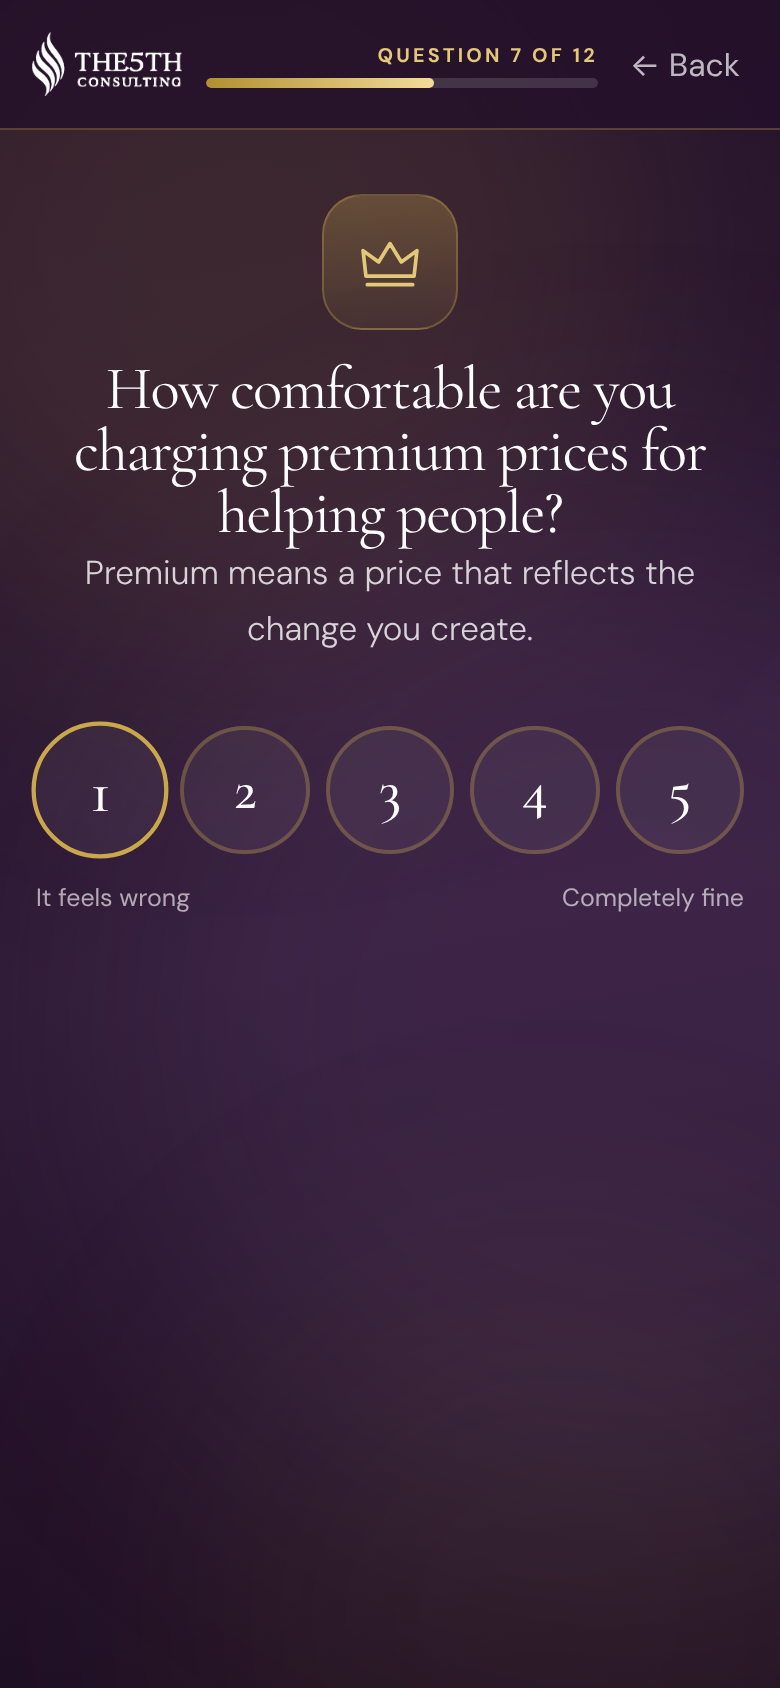 THE5TH
CONSULTING
QUESTION 7 OF 12
← Back
How comfortable are you
charging premium prices for
helping people?
Premium means a price that reflects the
change you create.
1 2 3 4 5
It feels wrong
Completely fine